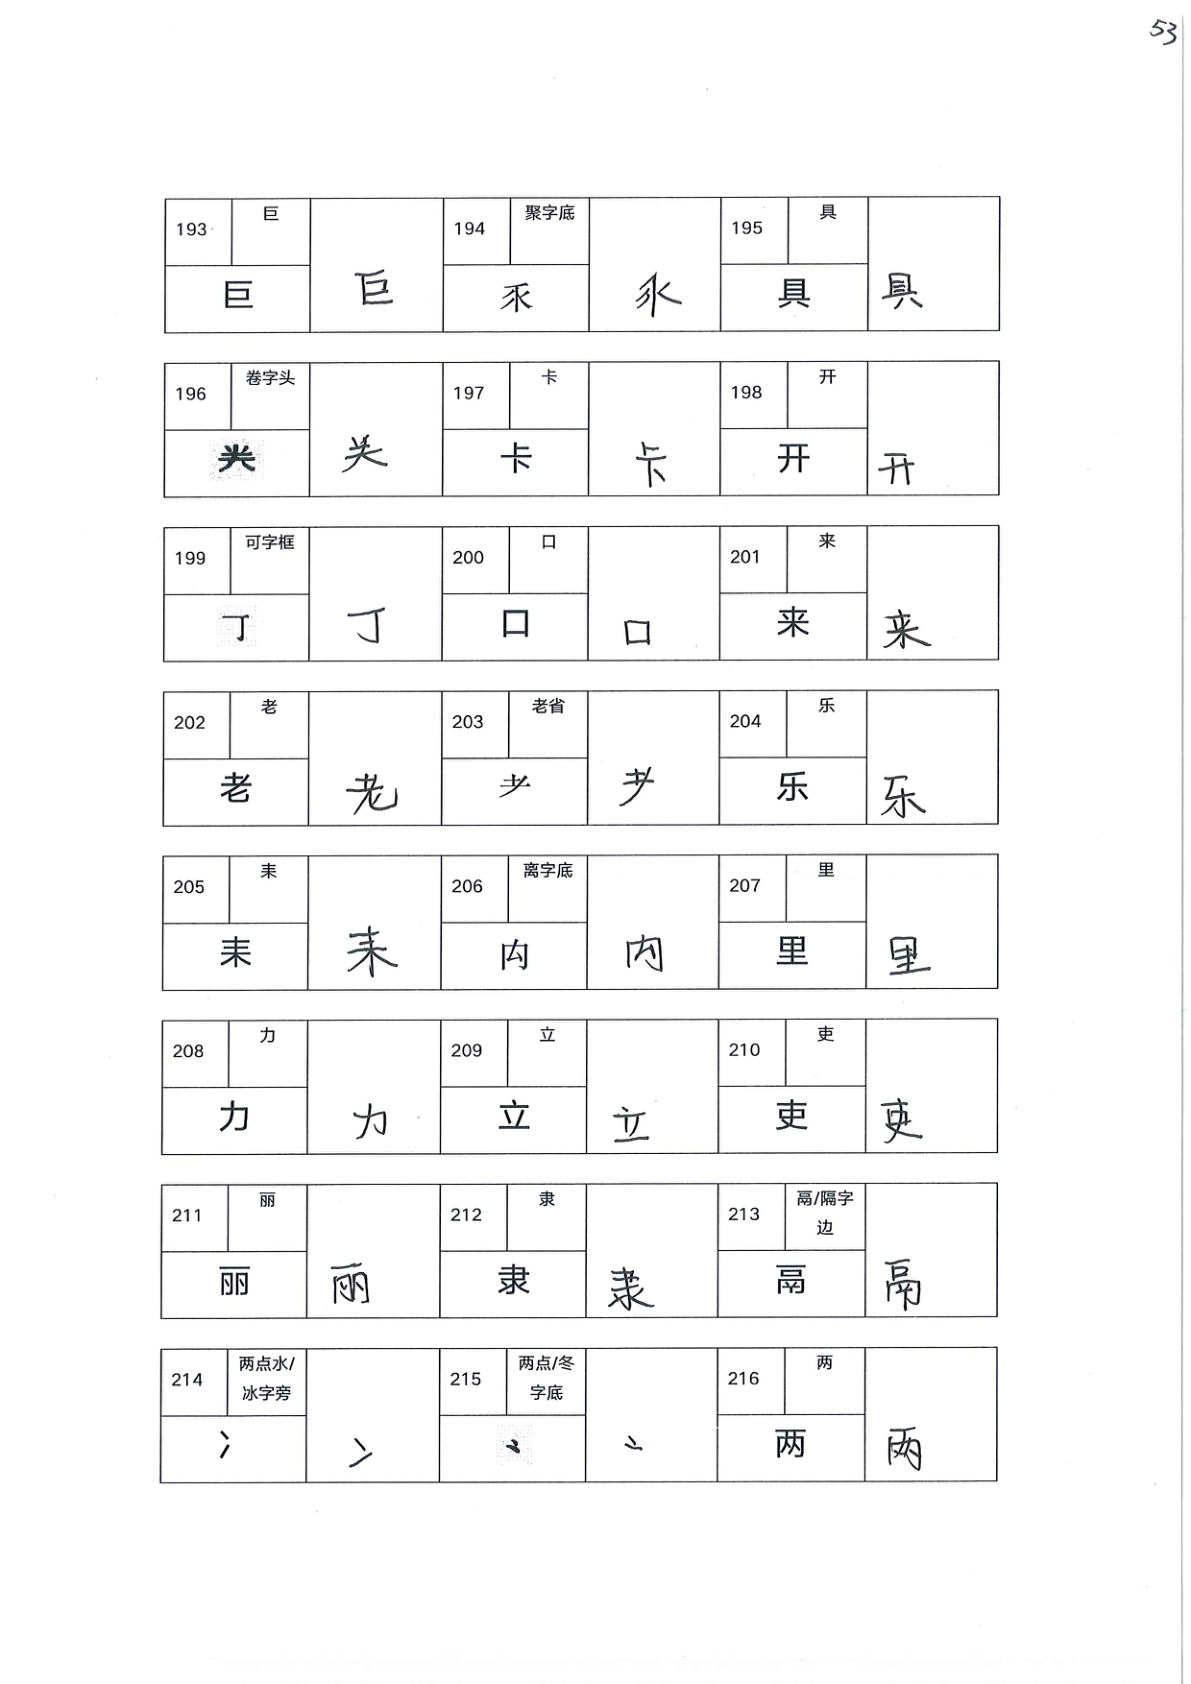 53
193 巨 194 聚字底 195 具
巨 巨 乑 乑 具 具
196 卷字头 197 卡 198 开
龹 龹 卡 卡 开 开
199 可字框 200 口 201 来
丁 丁 口 口 来 来
202 老 203 老省 204 乐
老 老 耂 耂 乐 乐
205 耒 206 离字底 207 里
耒 耒 禸 禸 里 里
208 力 209 立 210 吏
力 力 立 立 吏 吏
211 丽 212 隶 213 鬲/隔字
边
丽 丽 隶 隶 鬲 鬲
214 两点水/ 215 两点/冬 216 两
冰字旁 字底
冫 冫 ⺀ ⺀ 两 两